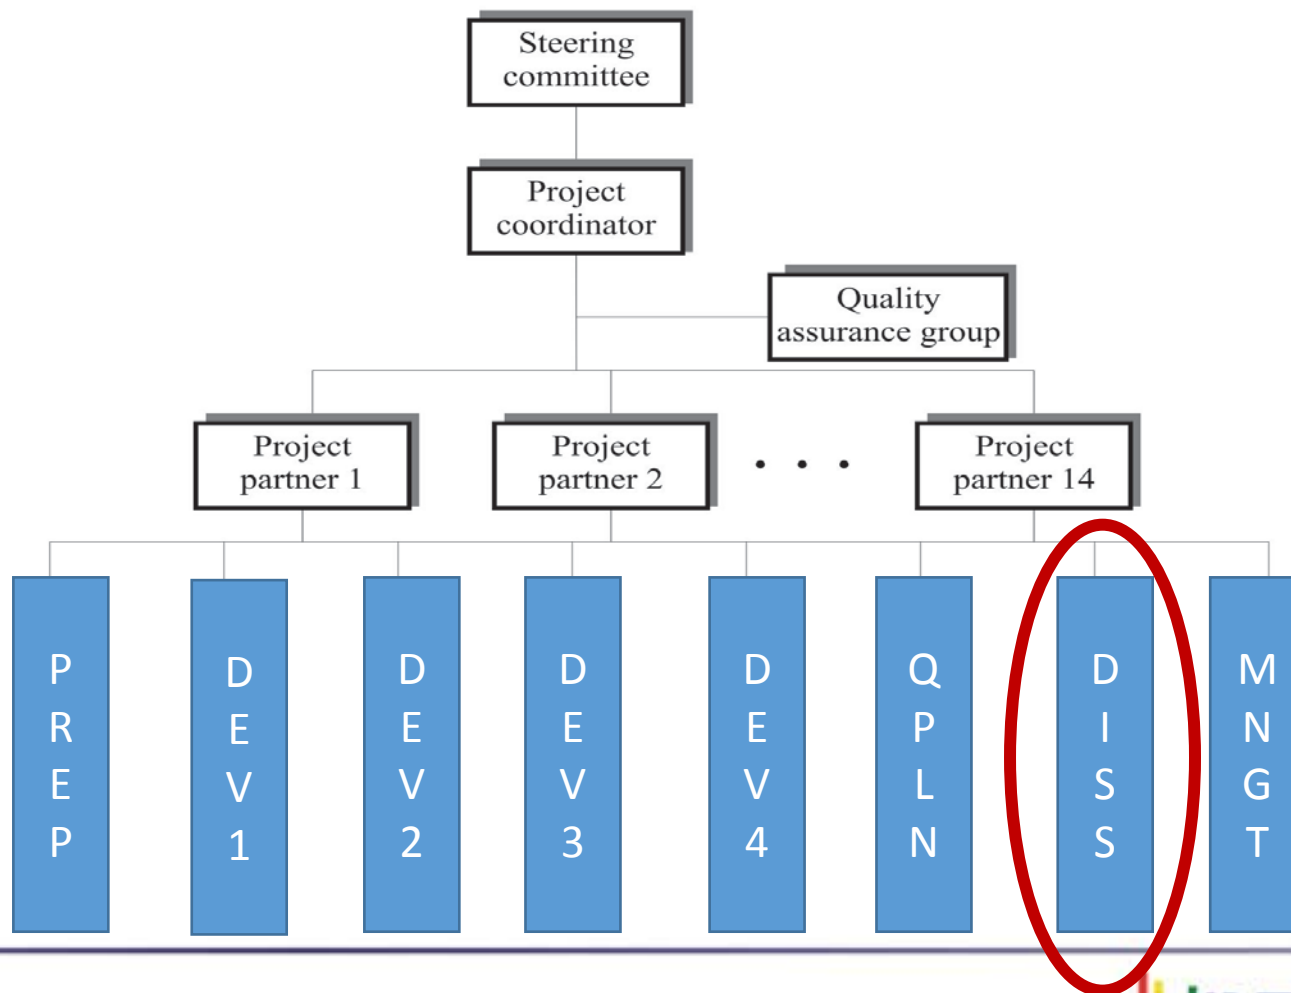 Steering
committee
Project
coordinator
Quality
assurance group
Project
partner 1
Project
partner 2
. . .
Project
partner 14
PREP
DEV1
DEV2
DEV3
DEV4
QPLN
DISS
MNGT